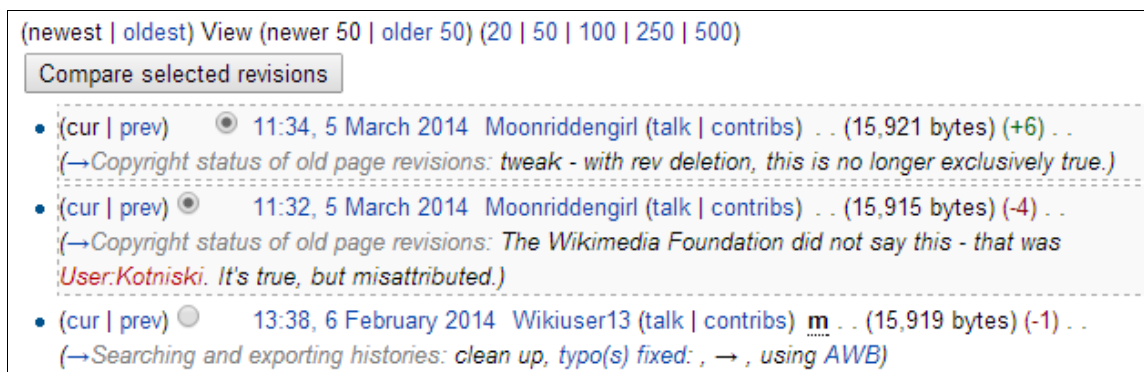 (newest | oldest) View (newer 50 | older 50) (20 | 50 | 100 | 250 | 500)
Compare selected revisions
(cur | prev) 11:34, 5 March 2014 Moonriddengirl (talk | contribs) . . (15,921 bytes) (+6) . .
(→Copyright status of old page revisions: tweak - with rev deletion, this is no longer exclusively true.)
(cur | prev) 11:32, 5 March 2014 Moonriddengirl (talk | contribs) . . (15,915 bytes) (-4) . .
(→Copyright status of old page revisions: The Wikimedia Foundation did not say this - that was
User:Kotniski. It's true, but misattributed.)
(cur | prev) 13:38, 6 February 2014 Wikiuser13 (talk | contribs) m . . (15,919 bytes) (-1) . .
(→Searching and exporting histories: clean up, typo(s) fixed: , → , using AWB)